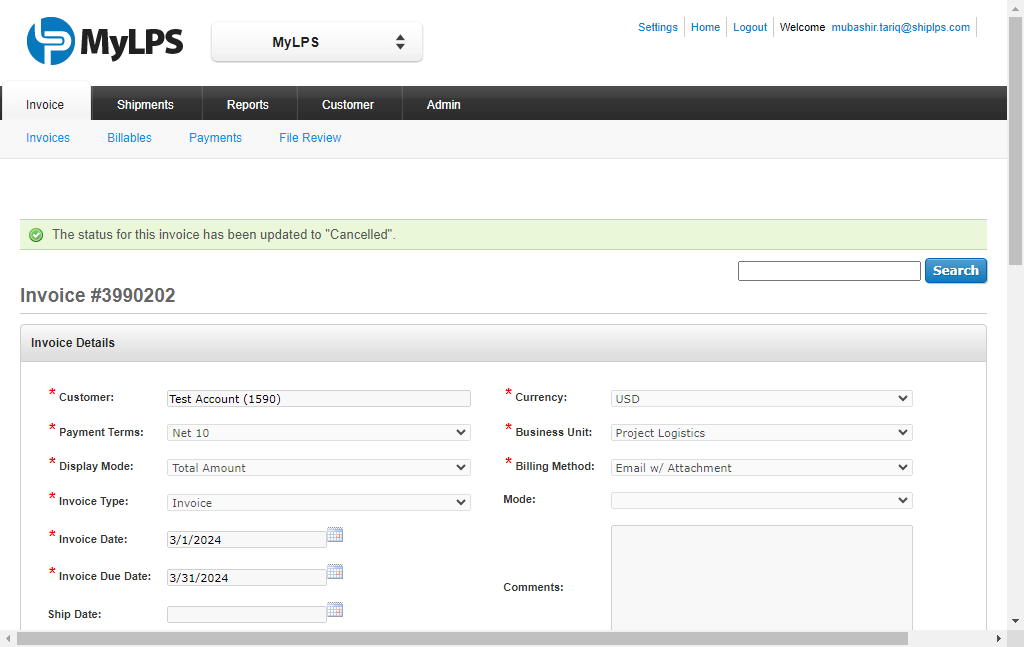 MyLPS
MyLPS
Settings Home Logout Welcome mubashir.tariq@shiplps.com
Invoice Shipments Reports Customer Admin
Invoices Billables Payments File Review
The status for this invoice has been updated to "Cancelled".
Search
Invoice #3990202
Invoice Details
* Customer: Test Account (1590) * Currency: USD
* Payment Terms: Net 10 * Business Unit: Project Logistics
* Display Mode: Total Amount * Billing Method: Email w/ Attachment
* Invoice Type: Invoice Mode:
* Invoice Date: 3/1/2024
* Invoice Due Date: 3/31/2024
Comments:
Ship Date: